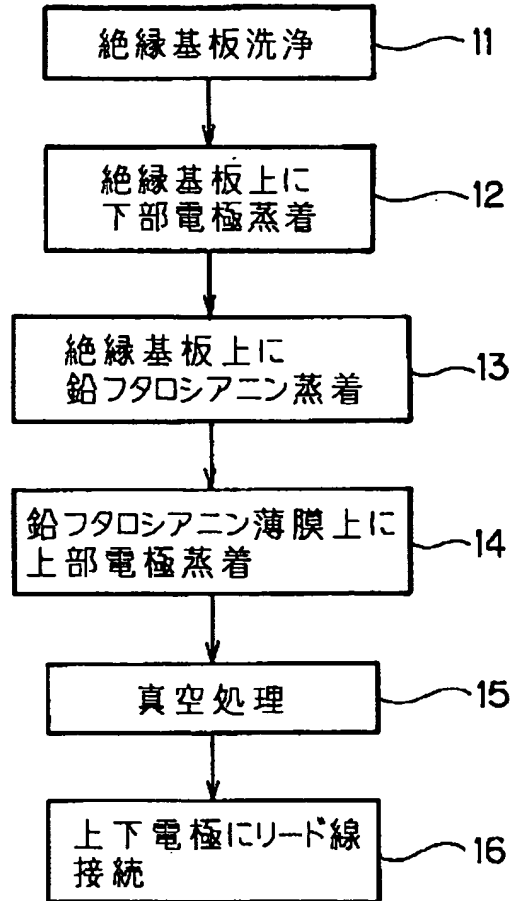 絶縁基板洗浄
11
絶縁基板上に
下部電極蒸着
12
絶縁基板上に
鉛フタロシアニン蒸着
13
鉛フタロシアニン薄膜上に
上部電極蒸着
14
真空処理
15
上下電極にリード線
接続
16